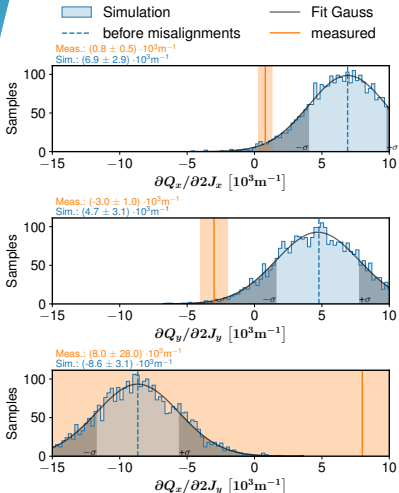 Simulation
Fit Gauss
before misalignments
measured
Meas.: (0.8 ± 0.5) ·10³m⁻¹
Sim.: (6.9 ± 2.9) ·10³m⁻¹
Samples
100
50
0
−σ
+σ
−15 −10 −5 0 5 10
∂Qₓ/∂2Jₓ [10³m⁻¹]
Meas.: (-3.0 ± 1.0) ·10³m⁻¹
Sim.: (4.7 ± 3.1) ·10³m⁻¹
Samples
100
50
0
−σ
+σ
−15 −10 −5 0 5 10
∂Q_y/∂2J_y [10³m⁻¹]
Meas.: (8.0 ± 28.0) ·10³m⁻¹
Sim.: (-8.6 ± 3.1) ·10³m⁻¹
Samples
100
50
0
−σ
+σ
−15 −10 −5 0 5 10
∂Qₓ/∂2J_y [10³m⁻¹]